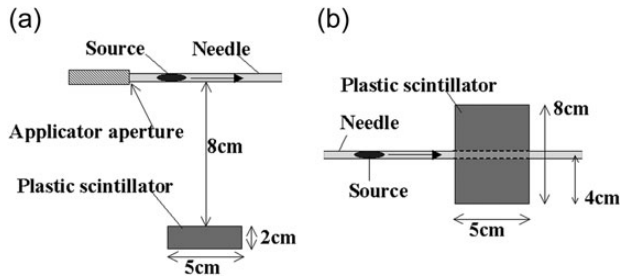 (a)
Source
Needle
Applicator aperture
8cm
Plastic scintillator
2cm
5cm
(b)
Plastic scintillator
Needle
8cm
Source
4cm
5cm